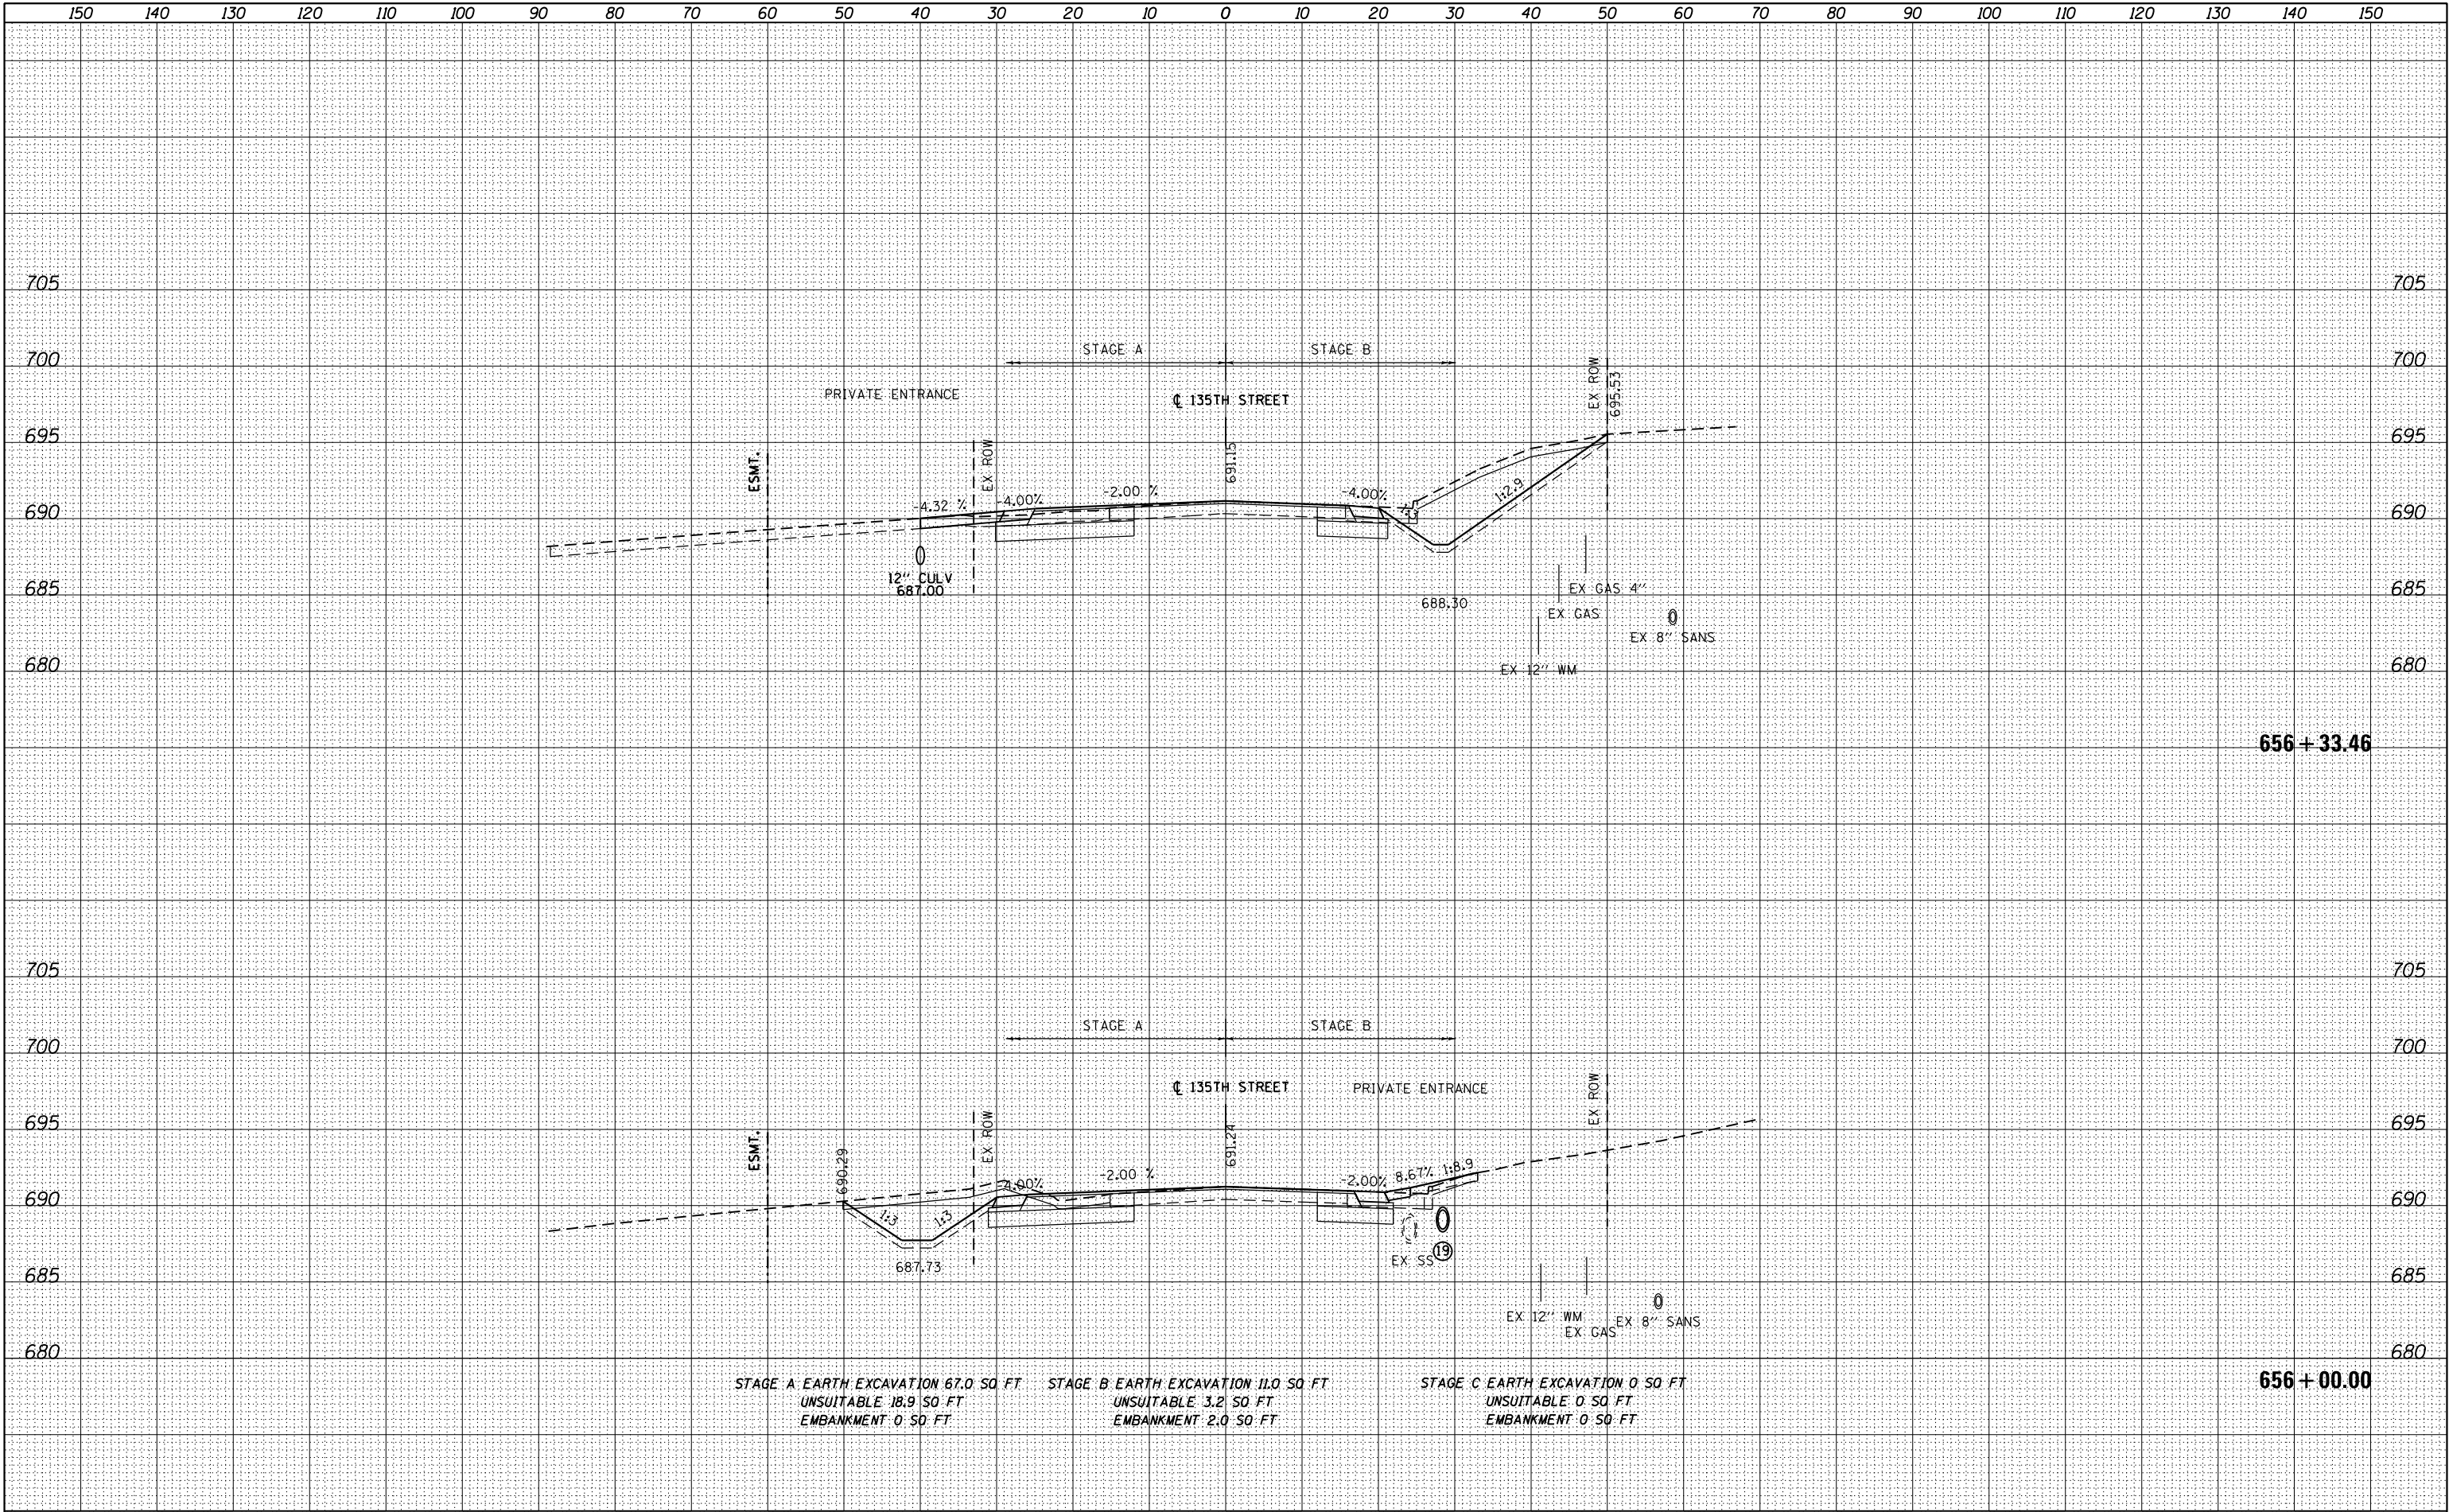 150 140 130 120 110 100 90 80 70 60 50 40 30 20 10 0 10 20 30 40 50 60 70 80 90 100 110 120 130 140 150
705 705
700 700
STAGE A STAGE B
EX ROW
695.53
PRIVATE ENTRANCE
℄ 135TH STREET
695 695
ESMT.
EX ROW
691.15
-4.32 % -4.00% -2.00 % -4.00% 1:2.9
690 690
12" CULV
687.00
685 685
688.30
EX GAS 4"
EX GAS
EX 8" SANS
680 680
EX 12" WM
656+33.46
705 705
700 700
STAGE A STAGE B
℄ 135TH STREET PRIVATE ENTRANCE
EX ROW
695 695
ESMT.
690.29
EX ROW
691.24
1:3 1:3 -4.00% -2.00 % -2.00% 8.67% 1:8.9
690 690
687.73
EX SS 19
685 685
EX 12" WM
EX GAS
EX 8" SANS
680 680
STAGE A EARTH EXCAVATION 67.0 SQ FT STAGE B EARTH EXCAVATION 11.0 SQ FT STAGE C EARTH EXCAVATION 0 SQ FT
656+00.00
UNSUITABLE 18.9 SQ FT UNSUITABLE 3.2 SQ FT UNSUITABLE 0 SQ FT
EMBANKMENT 0 SQ FT EMBANKMENT 2.0 SQ FT EMBANKMENT 0 SQ FT